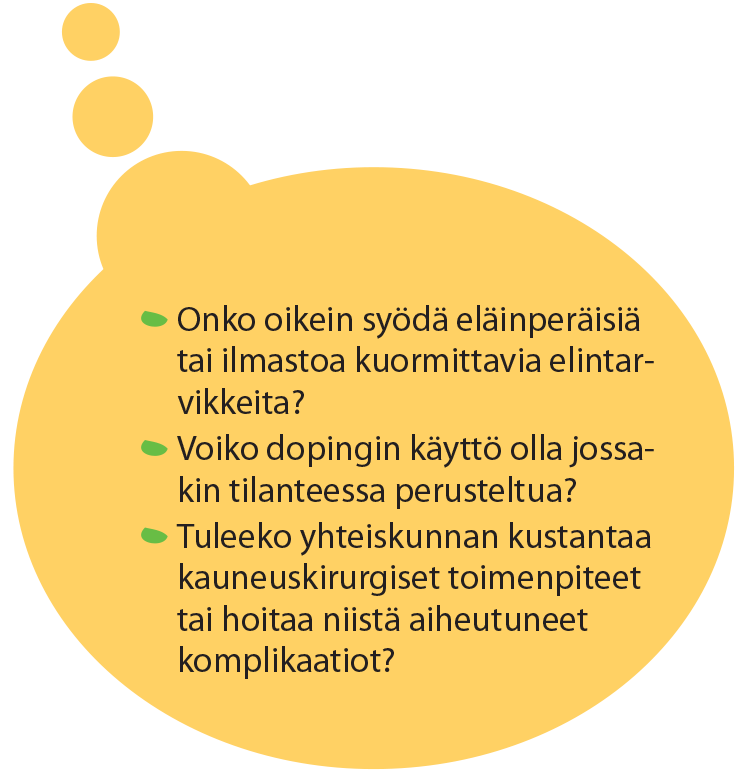 Onko oikein syödä eläinperäisiä
tai ilmastoa kuormittavia elintar-
vikkeita?
Voiko dopingin käyttö olla jossa-
kin tilanteessa perusteltua?
Tuleeko yhteiskunnan kustantaa
kauneuskirurgiset toimenpiteet
tai hoitaa niistä aiheutuneet
komplikaatiot?